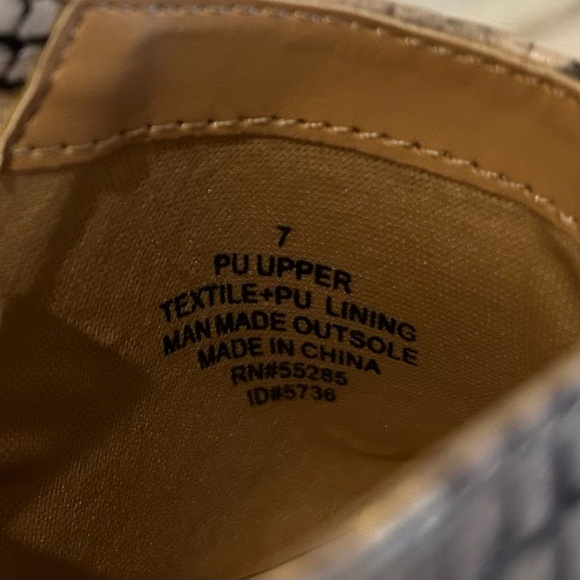 7
PU UPPER
TEXTILE+PU LINING
MAN MADE OUTSOLE
MADE IN CHINA
RN#55285
ID#5736